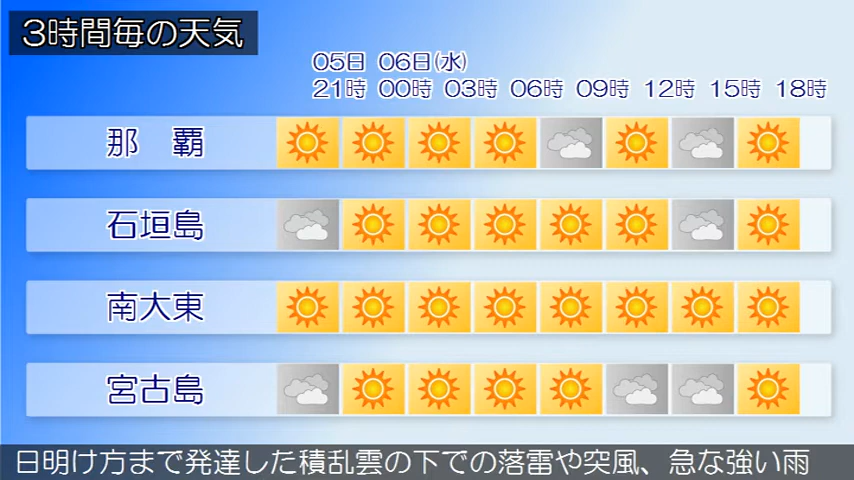 3時間毎の天気
05日 06日(水)
21時 00時 03時 06時 09時 12時 15時 18時
那 覇
石垣島
南大東
宮古島
日明け方まで発達した積乱雲の下での落雷や突風、急な強い雨